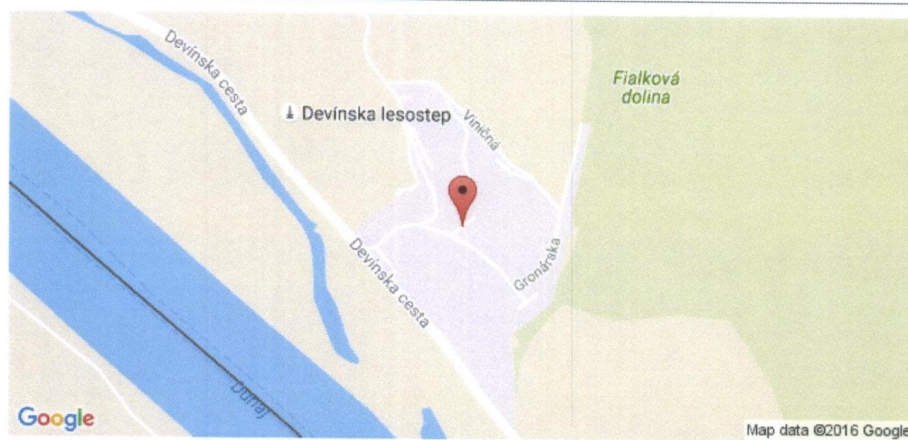 Devínska cesta
Fialková
dolina
Devínska lesostep
Viničná
Devínska cesta
Gronárska
Dunaj
Google
Map data ©2016 Google